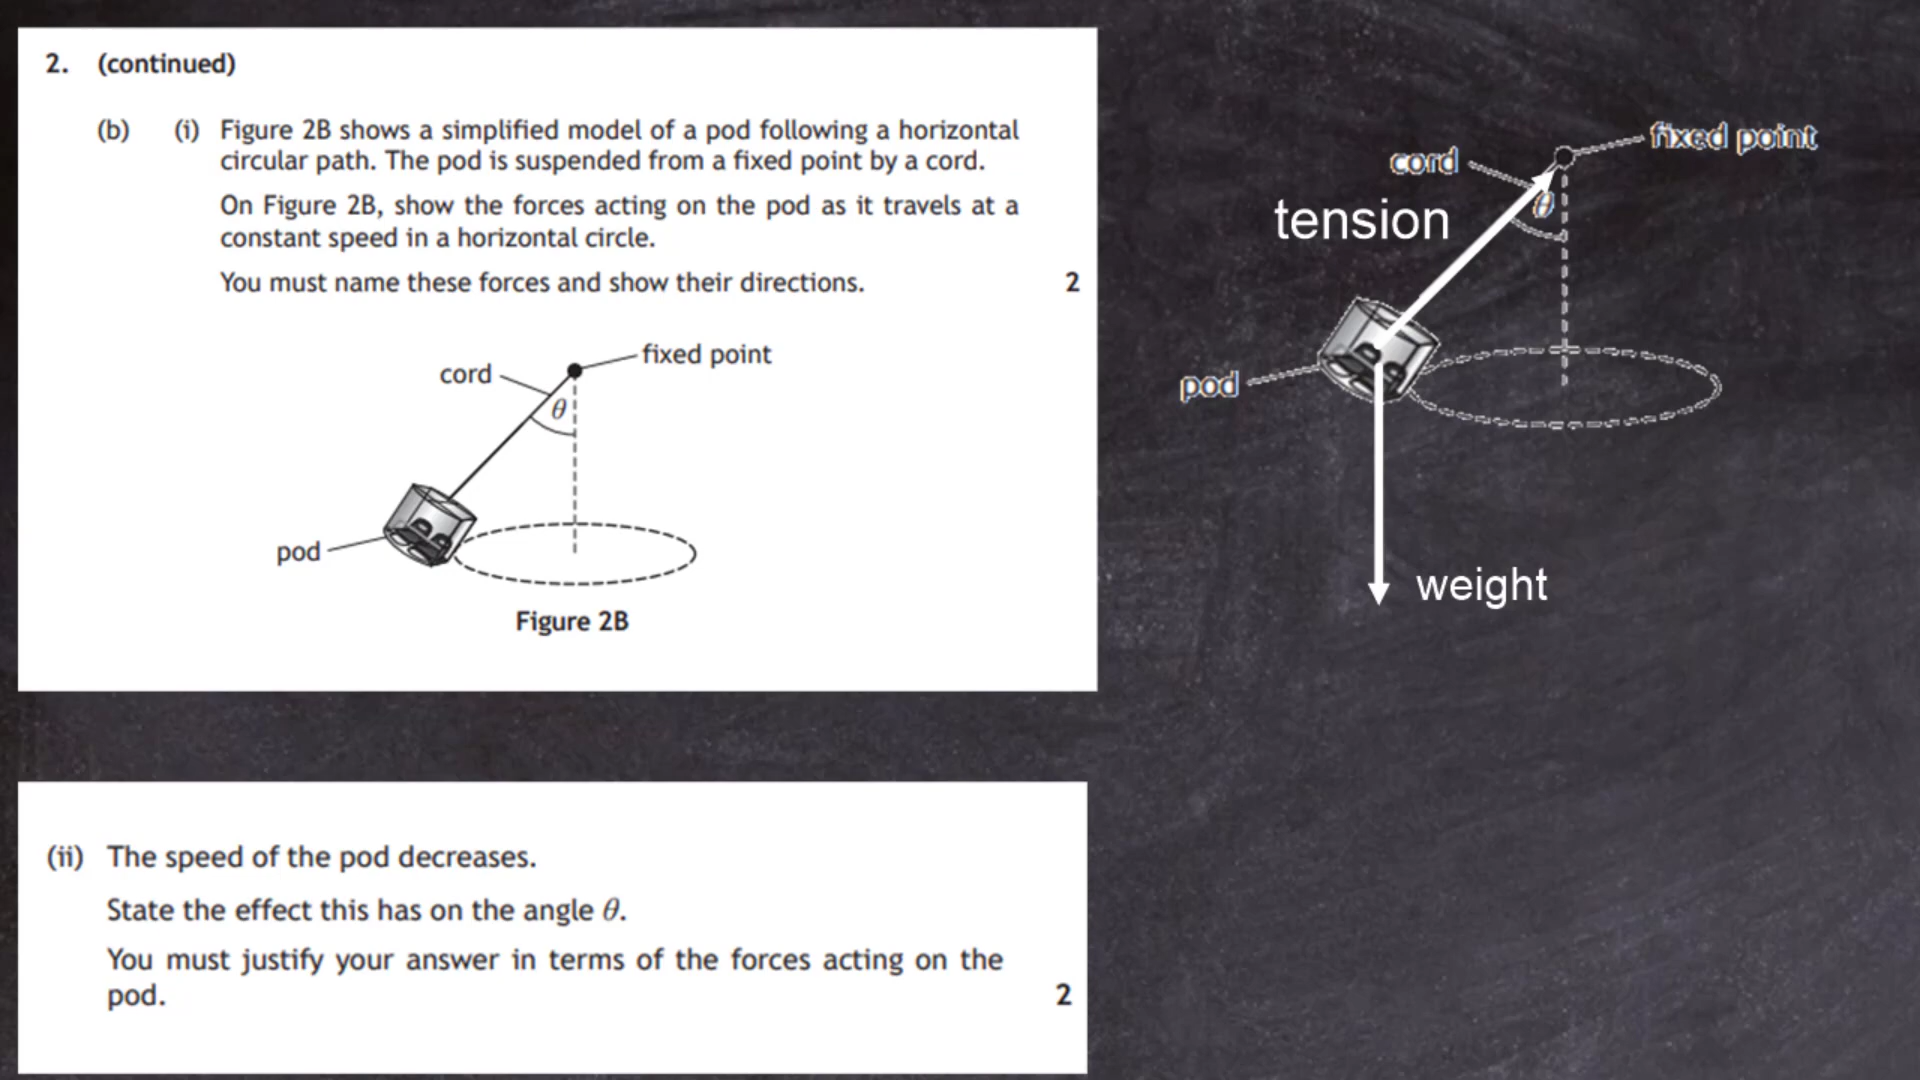 2. (continued)
(b) (i) Figure 2B shows a simplified model of a pod following a horizontal
circular path. The pod is suspended from a fixed point by a cord.
On Figure 2B, show the forces acting on the pod as it travels at a
constant speed in a horizontal circle.
You must name these forces and show their directions. 2
fixed point
cord
θ
pod
Figure 2B
fixed point
cord
θ
tension
pod
weight
(ii) The speed of the pod decreases.
State the effect this has on the angle θ.
You must justify your answer in terms of the forces acting on the
pod. 2